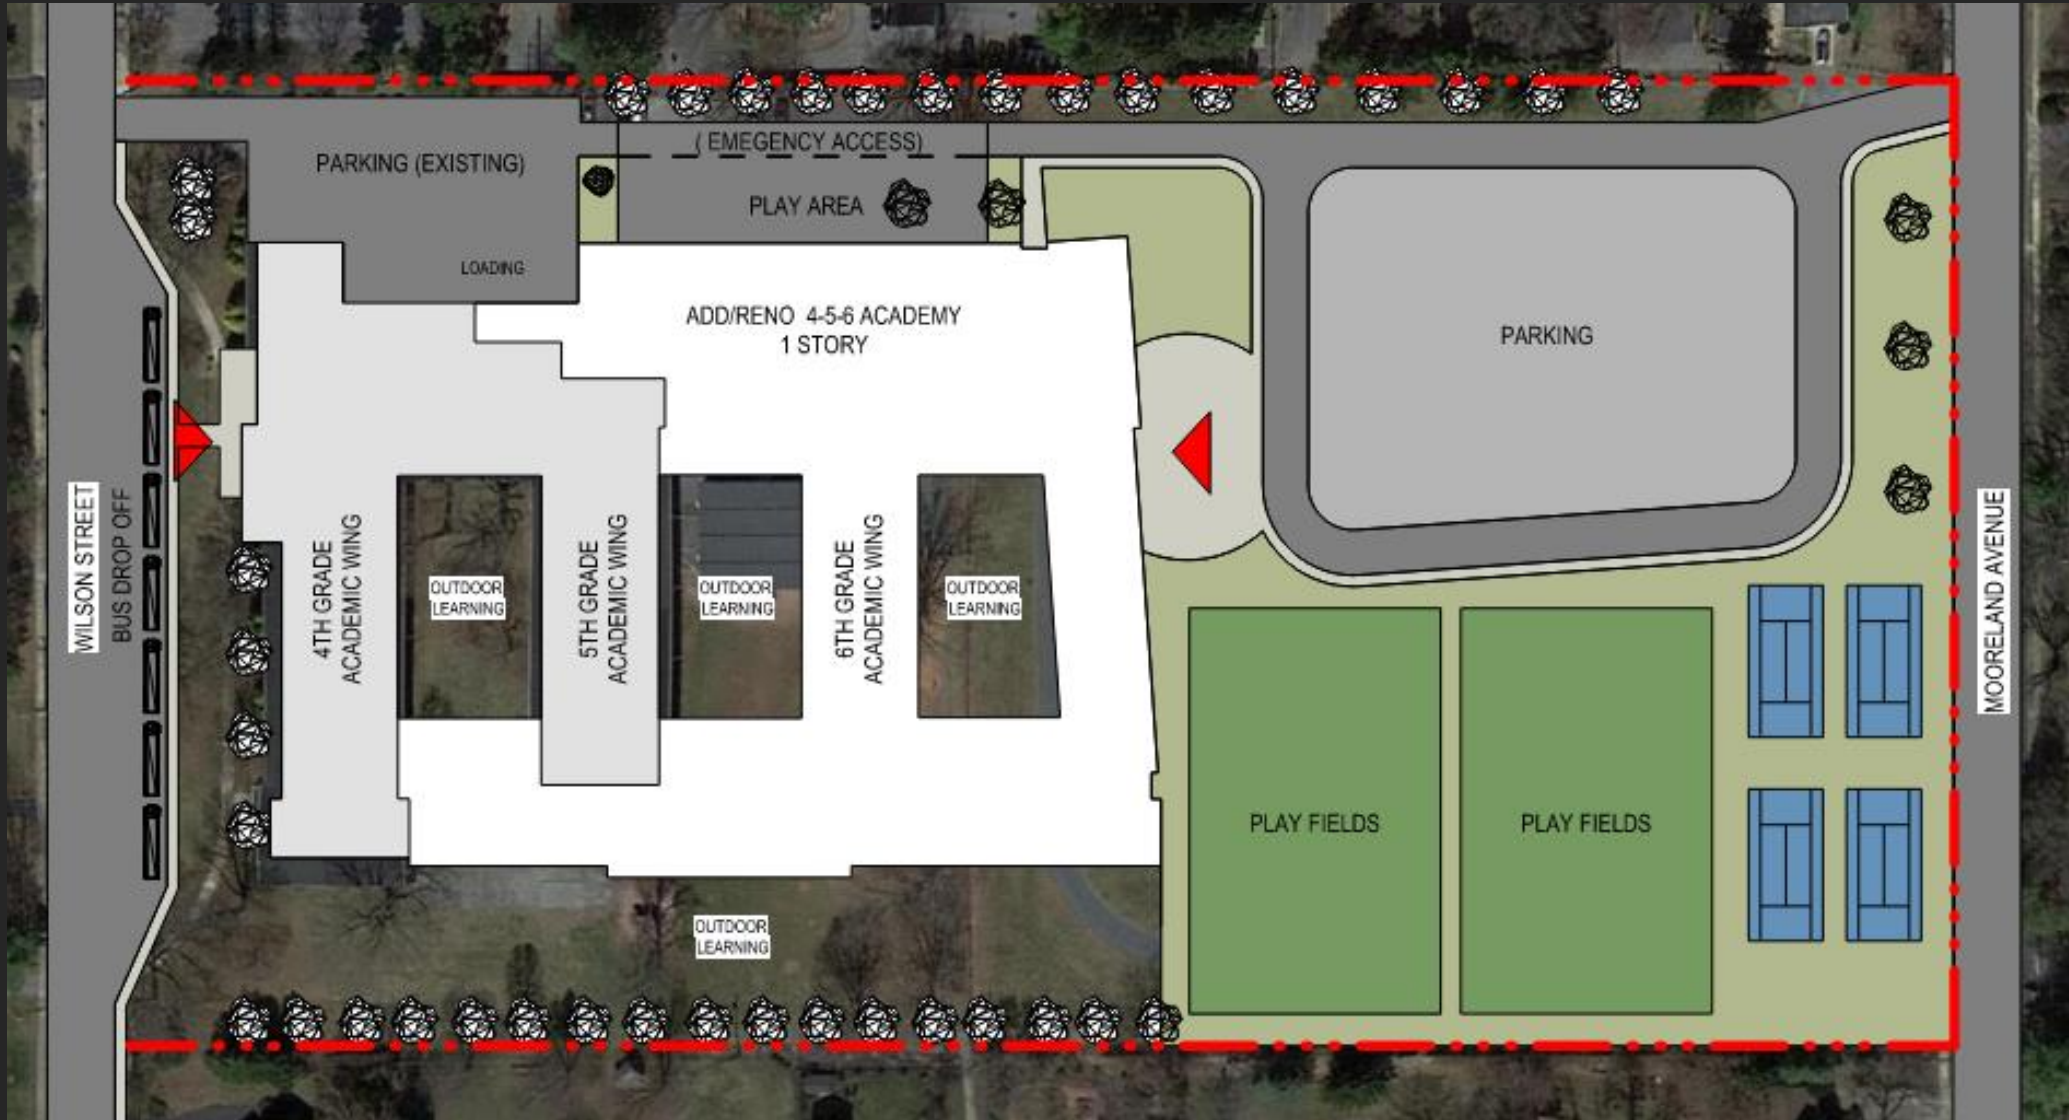 ( EMEGENCY ACCESS)
PARKING (EXISTING)
PLAY AREA
LOADING
ADD/RENO 4-5-6 ACADEMY
1 STORY
PARKING
WILSON STREET
BUS DROP OFF
4TH GRADE
ACADEMIC WING
OUTDOOR
LEARNING
5TH GRADE
ACADEMIC WING
OUTDOOR
LEARNING
6TH GRADE
ACADEMIC WING
OUTDOOR
LEARNING
MOORELAND AVENUE
PLAY FIELDS
PLAY FIELDS
OUTDOOR
LEARNING